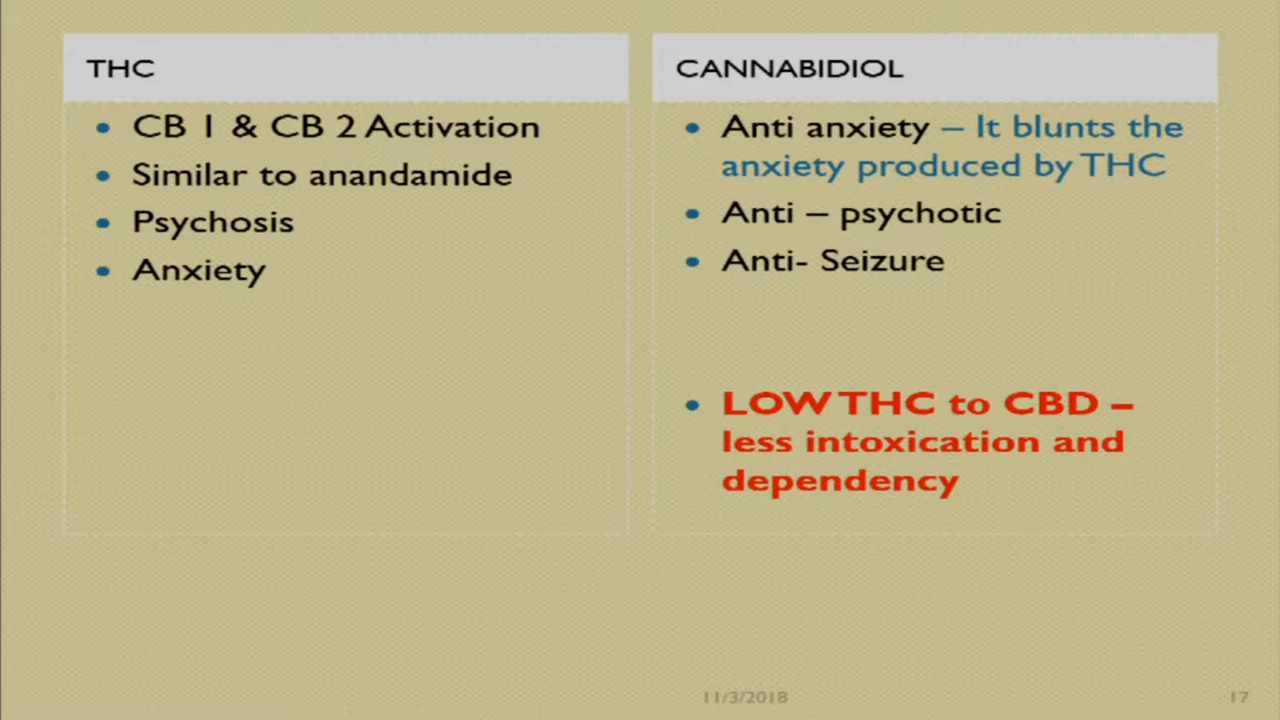 THC
CB 1 & CB 2 Activation
Similar to anandamide
Psychosis
Anxiety
CANNABIDIOL
Anti anxiety – It blunts the
anxiety produced by THC
Anti – psychotic
Anti- Seizure
LOW THC to CBD –
less intoxication and
dependency
11/3/2018
17